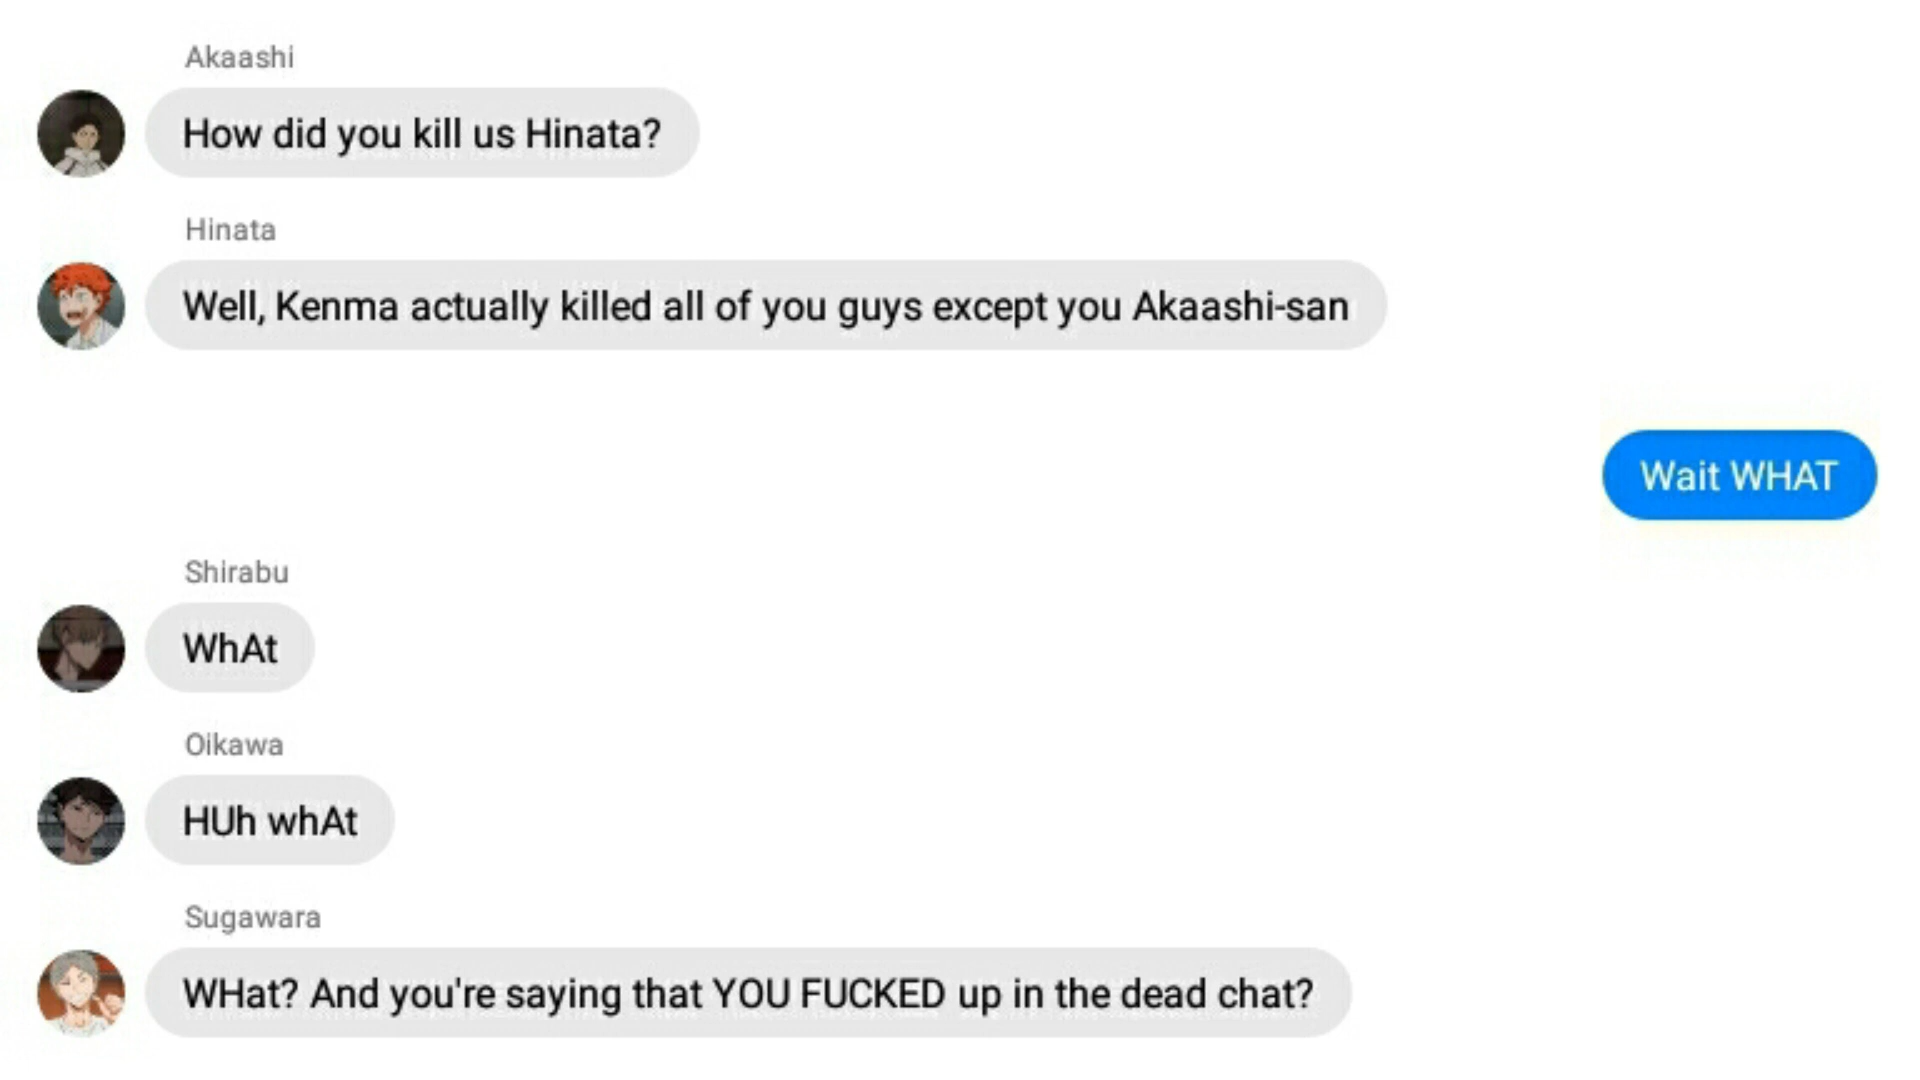 Akaashi
How did you kill us Hinata?
Hinata
Well, Kenma actually killed all of you guys except you Akaashi-san
Wait WHAT
Shirabu
WhAt
Oikawa
HUh whAt
Sugawara
WHat? And you're saying that YOU FUCKED up in the dead chat?